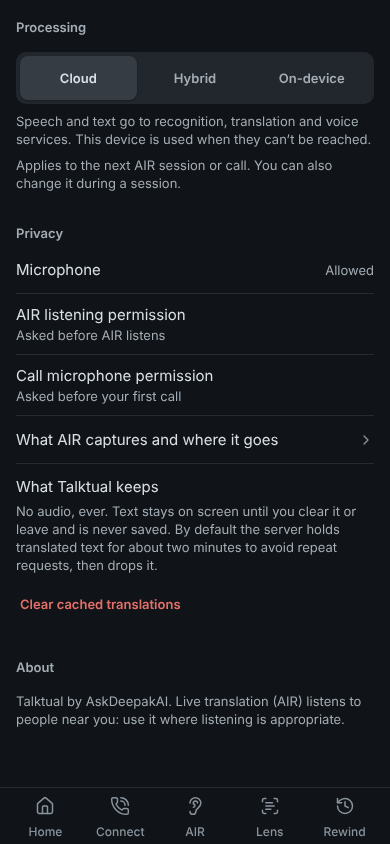 Processing
Cloud
Hybrid
On-device
Speech and text go to recognition, translation and voice
services. This device is used when they can’t be reached.
Applies to the next AIR session or call. You can also
change it during a session.
Privacy
Microphone
Allowed
AIR listening permission
Asked before AIR listens
Call microphone permission
Asked before your first call
What AIR captures and where it goes
What Talktual keeps
No audio, ever. Text stays on screen until you clear it or
leave and is never saved. By default the server holds
translated text for about two minutes to avoid repeat
requests, then drops it.
Clear cached translations
About
Talktual by AskDeepakAI. Live translation (AIR) listens to
people near you: use it where listening is appropriate.
Home
Connect
AIR
Lens
Rewind